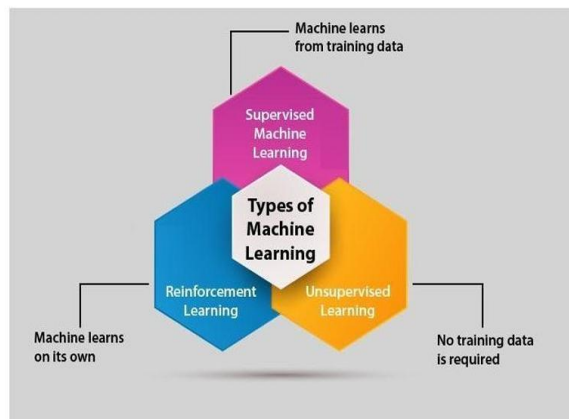 Machine learns
from training data
Supervised
Machine
Learning
Types of
Machine
Learning
Reinforcement
Learning
Unsupervised
Learning
Machine learns
on its own
No training data
is required